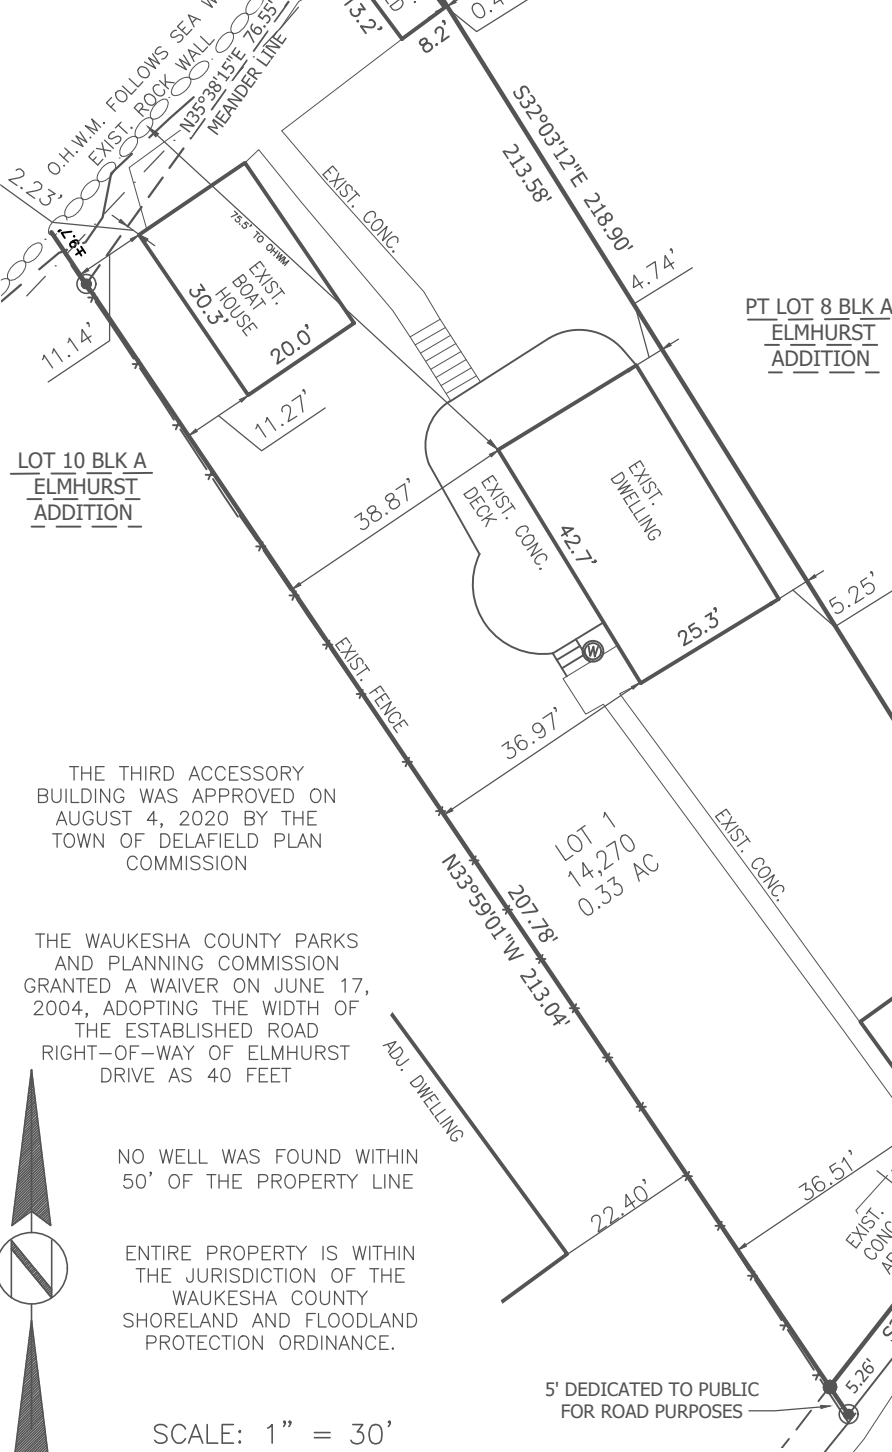 13.2'
8.2'
O.H.W.M. FOLLOWS SEA
EXIST. ROCK WALL
N35°38'15"E 76.55'
MEANDER LINE
2.23'
±9.7'
S32°03'12"E 218.90'
213.58'
EXIST. CONC.
75.5' TO OHWM
EXIST.
BOAT
HOUSE
30.3'
20.0'
11.14'
11.27'
4.74'
PT LOT 8 BLK A
ELMHURST
ADDITION
LOT 10 BLK A
ELMHURST
ADDITION
38.87'
EXIST. CONC.
DECK
EXIST.
DWELLING
42.7'
25.3'
5.25'
W
EXIST. FENCE
36.97'
THE THIRD ACCESSORY
BUILDING WAS APPROVED ON
AUGUST 4, 2020 BY THE
TOWN OF DELAFIELD PLAN
COMMISSION
LOT 1
14,270
0.33 AC
EXIST. CONC.
N33°59'01"W 213.04'
207.78'
THE WAUKESHA COUNTY PARKS
AND PLANNING COMMISSION
GRANTED A WAIVER ON JUNE 17,
2004, ADOPTING THE WIDTH OF
THE ESTABLISHED ROAD
RIGHT-OF-WAY OF ELMHURST
DRIVE AS 40 FEET
ADJ. DWELLING
NO WELL WAS FOUND WITHIN
50' OF THE PROPERTY LINE
22.40'
36.51'
EXIST.
CONC.
N
ENTIRE PROPERTY IS WITHIN
THE JURISDICTION OF THE
WAUKESHA COUNTY
SHORELAND AND FLOODLAND
PROTECTION ORDINANCE.
5.26'
5' DEDICATED TO PUBLIC
FOR ROAD PURPOSES
SCALE: 1" = 30'